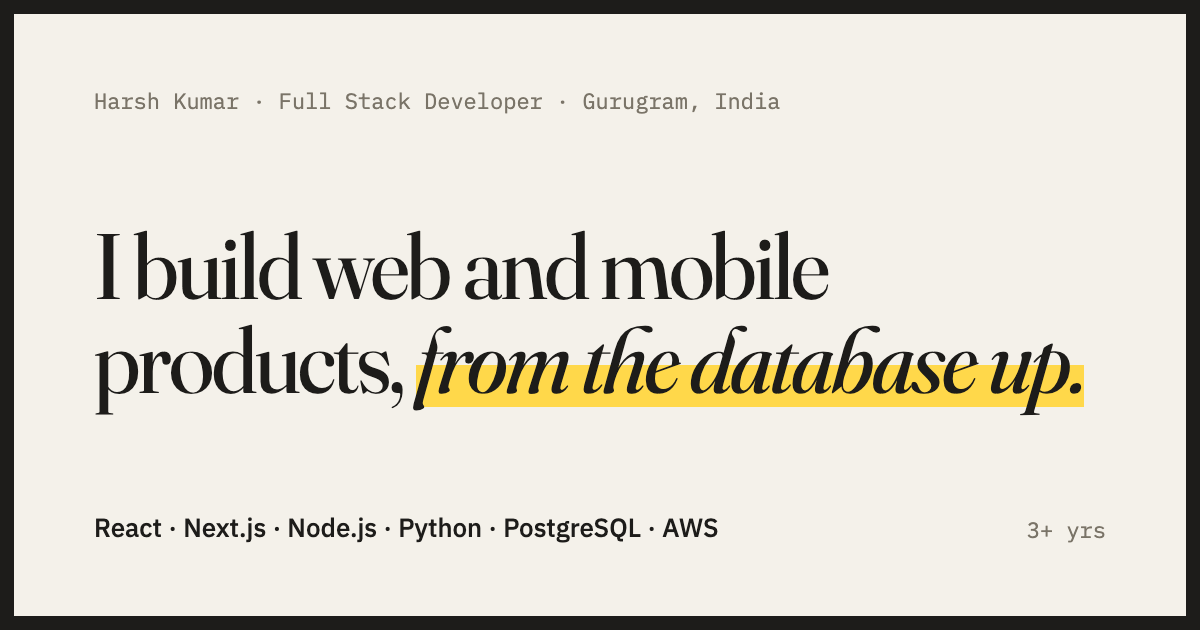 Harsh Kumar · Full Stack Developer · Gurugram, India
I build web and mobile
products, from the database up.
React · Next.js · Node.js · Python · PostgreSQL · AWS
3+ yrs